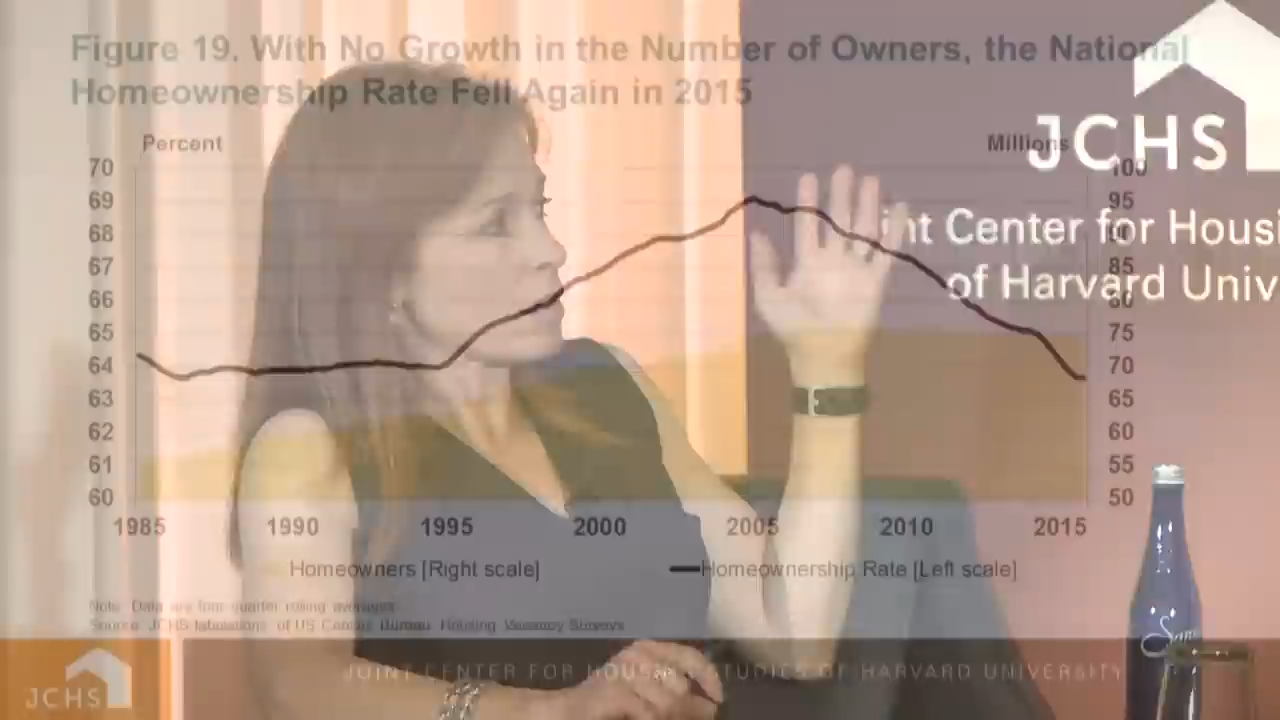 Figure 19. With No Growth in the Number of Owners, the National
Homeownership Rate Fell Again in 2015
Percent
Millions
70
69
68
67
66
65
64
63
62
61
60
100
95
85
80
75
70
65
60
55
50
1985 1990 1995 2000 2005 2010 2015
Homeowners [Right scale]
Homeownership Rate [Left scale]
Note: Data are four-quarter rolling averages.
Source: JCHS tabulations of US Census Bureau, Housing Vacancy Surveys
JCHS
JOINT CENTER FOR HOUSING STUDIES OF HARVARD UNIVERSITY
JCHS
int Center for Housi
of Harvard Univ